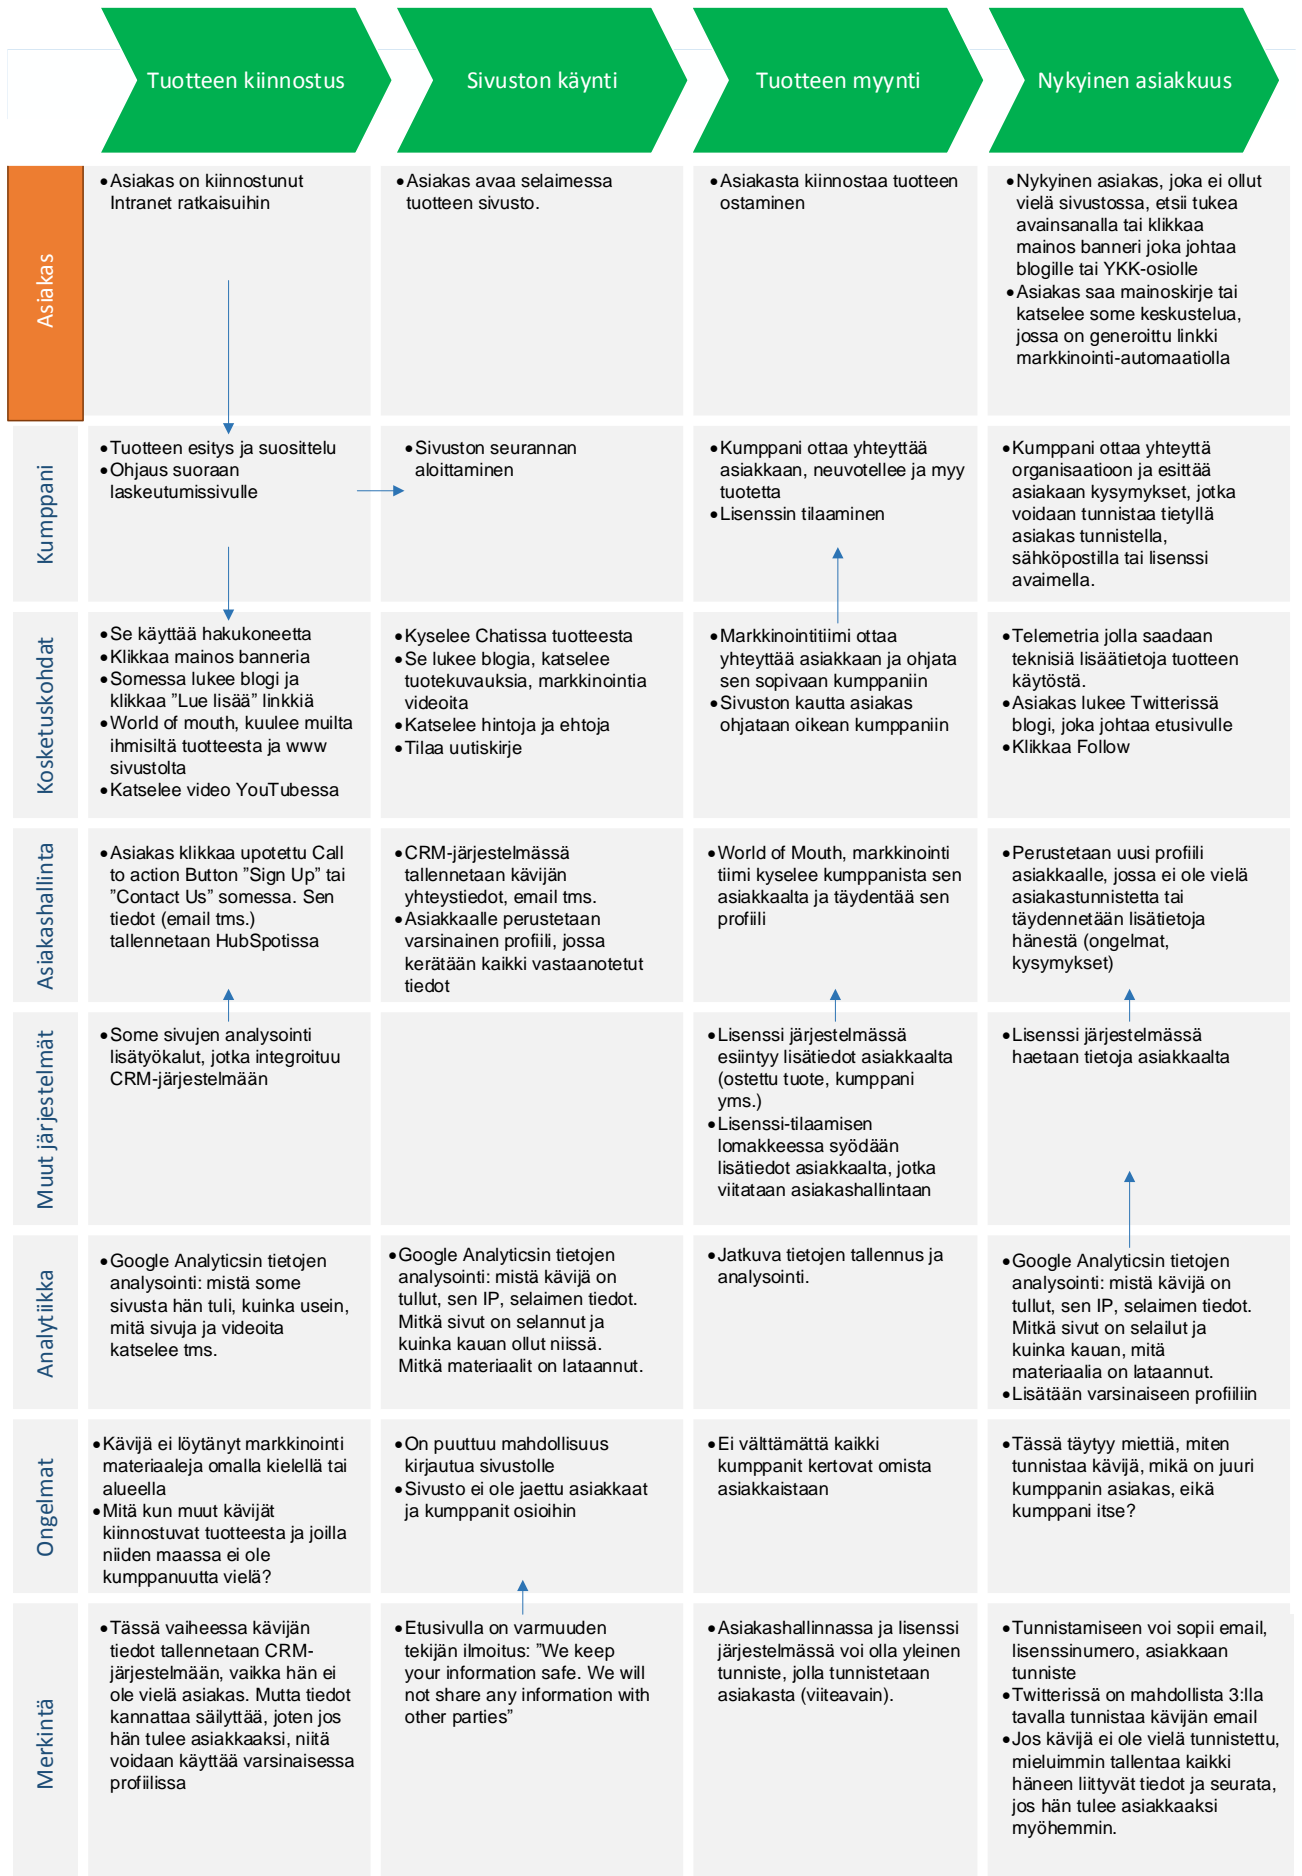 Tuotteen kiinnostus
Sivuston käynti
Tuotteen myynti
Nykyinen asiakkuus
Asiakas
•Asiakas on kiinnostunut
Intranet ratkaisuihin
•Asiakas avaa selaimessa
tuotteen sivusto.
•Asiakasta kiinnostaa tuotteen
ostaminen
•Nykyinen asiakas, joka ei ollut
vielä sivustossa, etsii tukea
avainsanalla tai klikkaa
mainos banneri joka johtaa
blogille tai YKK-osiolle
•Asiakas saa mainoskirje tai
katselee some keskustelua,
jossa on generoittu linkki
markkinointi-automaatiolla
Kumppani
•Tuotteen esitys ja suosittelu
•Ohjaus suoraan
laskeutumissivulle
•Sivuston seurannan
aloittaminen
•Kumppani ottaa yhteyttää
asiakkaan, neuvotellee ja myy
tuotetta
•Lisenssin tilaaminen
•Kumppani ottaa yhteyttä
organisaatioon ja esittää
asiakaan kysymykset, jotka
voidaan tunnistaa tietyllä
asiakas tunnistella,
sähköpostilla tai lisenssi
avaimella.
Kosketuskohdat
•Se käyttää hakukonetta
•Klikkaa mainos banneria
•Somessa lukee blogi ja
klikkaa ”Lue lisää” linkkiä
•World of mouth, kuulee muilta
ihmisiltä tuotteesta ja www
sivustolta
•Katselee video YouTubessa
•Kyselee Chatissa tuotteesta
•Se lukee blogia, katselee
tuotekuvauksia, markkinointia
videoita
•Katselee hintoja ja ehtoja
•Tilaa uutiskirje
•Markkinointitiimi ottaa
yhteyttää asiakkaan ja ohjata
sen sopivaan kumppaniin
•Sivuston kautta asiakas
ohjataan oikean kumppaniin
•Telemetria jolla saadaan
teknisiä lisäätietoja tuotteen
käytöstä.
•Asiakas lukee Twitterissä
blogi, joka johtaa etusivulle
•Klikkaa Follow
Asiakashallinta
•Asiakas klikkaa upotettu Call
to action Button ”Sign Up” tai
”Contact Us” somessa. Sen
tiedot (email tms.)
tallennetaan HubSpotissa
•CRM-järjestelmässä
tallennetaan kävijän
yhteystiedot, email tms.
•Asiakkaalle perustetaan
varsinainen profiili, jossa
kerätään kaikki vastaanotetut
tiedot
•World of Mouth, markkinointi
tiimi kyselee kumppanista sen
asiakkaalta ja täydentää sen
profiili
•Perustetaan uusi profiili
asiakkaalle, jossa ei ole vielä
asiakastunnistetta tai
täydennetään lisätietoja
hänestä (ongelmat,
kysymykset)
Muut järjestelmät
•Some sivujen analysointi
lisätyökalut, jotka integroituu
CRM-järjestelmään
•Lisenssi järjestelmässä
esiintyy lisätiedot asiakkaalta
(ostettu tuote, kumppani
yms.)
•Lisenssi-tilaamisen
lomakkeessa syödään
lisätiedot asiakkaalta, jotka
viitataan asiakashallintaan
•Lisenssi järjestelmässä
haetaan tietoja asiakkaalta
Analytiikka
•Google Analyticsin tietojen
analysointi: mistä some
sivusta hän tuli, kuinka usein,
mitä sivuja ja videoita
katselee tms.
•Google Analyticsin tietojen
analysointi: mistä kävijä on
tullut, sen IP, selaimen tiedot.
Mitkä sivut on selannut ja
kuinka kauan ollut niissä.
Mitkä materiaalit on lataannut.
•Jatkuva tietojen tallennus ja
analysointi.
•Google Analyticsin tietojen
analysointi: mistä kävijä on
tullut, sen IP, selaimen tiedot.
Mitkä sivut on selailut ja
kuinka kauan, mitä
materiaalia on lataannut.
•Lisätään varsinaiseen profiiliin
Ongelmat
•Kävijä ei löytänyt markkinointi
materiaaleja omalla kielellä tai
alueella
•Mitä kun muut kävijät
kiinnostuvat tuotteesta ja joilla
niiden maassa ei ole
kumppanuutta vielä?
•On puuttuu mahdollisuus
kirjautua sivustolle
•Sivusto ei ole jaettu asiakkaat
ja kumppanit osioihin
•Ei välttämättä kaikki
kumppanit kertovat omista
asiakkaistaan
•Tässä täytyy miettiä, miten
tunnistaa kävijä, mikä on juuri
kumppanin asiakas, eikä
kumppani itse?
Merkintä
•Tässä vaiheessa kävijän
tiedot tallennetaan CRM-
järjestelmään, vaikka hän ei
ole vielä asiakas. Mutta tiedot
kannattaa säilyttää, joten jos
hän tulee asiakkaaksi, niitä
voidaan käyttää varsinaisessa
profiilissa
•Etusivulla on varmuuden
tekijän ilmoitus: ”We keep
your information safe. We will
not share any information with
other parties”
•Asiakashallinnassa ja lisenssi
järjestelmässä voi olla yleinen
tunniste, jolla tunnistetaan
asiakasta (viiteavain).
•Tunnistamiseen voi sopii email,
lisenssinumero, asiakkaan
tunniste
•Twitterissä on mahdollista 3:lla
tavalla tunnistaa kävijän email
•Jos kävijä ei ole vielä tunnistettu,
mieluimmin tallentaa kaikki
häneen liittyvät tiedot ja seurata,
jos hän tulee asiakkaaksi
myöhemmin.